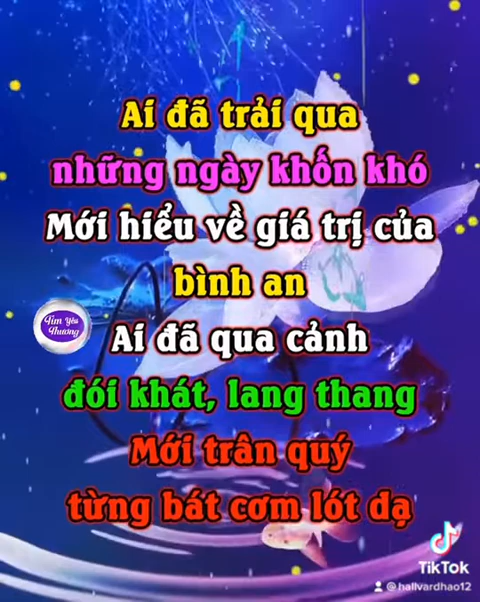 Ai đã trải qua
những ngày khốn khó
Mới hiểu về giá trị của
bình an
Tìm Yêu
Thương
Ai đã qua cảnh
đói khát, lang thang
Mới trân quý
từng bát cơm lót dạ
TikTok
@hallvardhao12